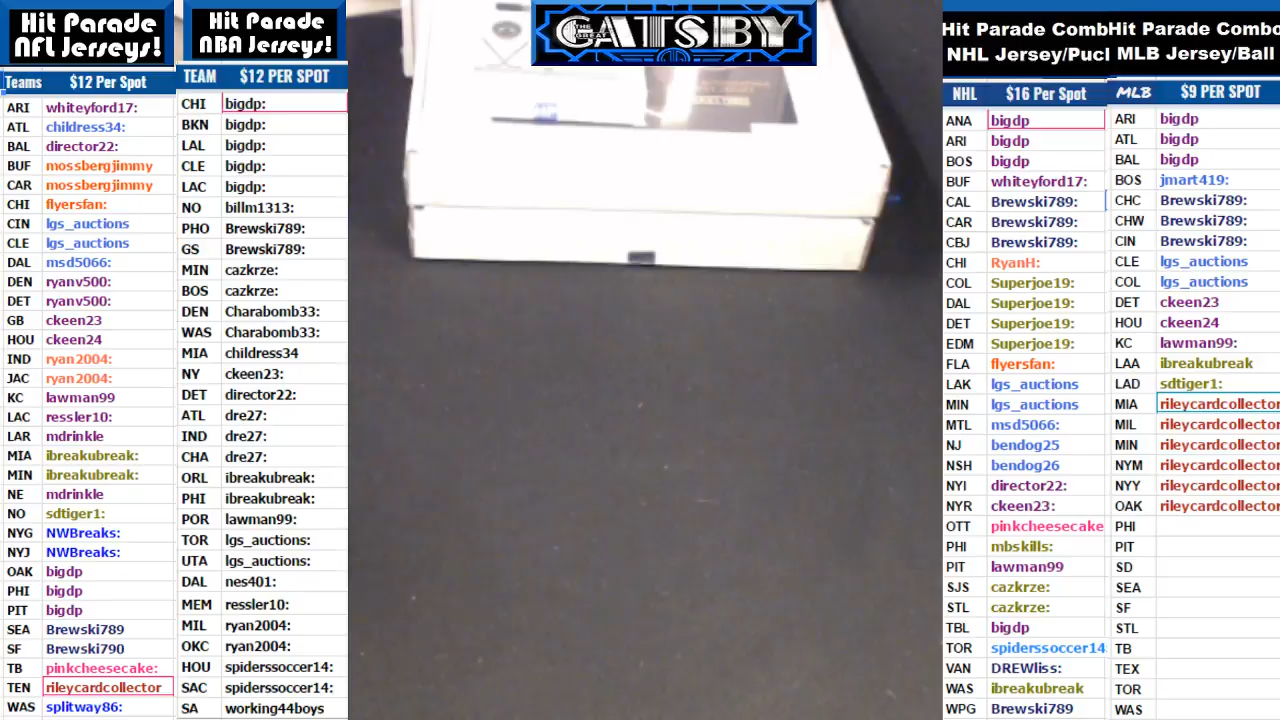 Hit Parade
NFL Jerseys!
Teams $12 Per Spot
ARI whiteyford17:
ATL childress34:
BAL director22:
BUF mossbergjimmy
CAR mossbergjimmy
CHI flyersfan:
CIN lgs_auctions
CLE lgs_auctions
DAL msd5066:
DEN ryanv500:
DET ryanv500:
GB ckeen23
HOU ckeen24
IND ryan2004:
JAC ryan2004:
KC lawman99
LAC ressler10:
LAR mdrinkle
MIA ibreakubreak:
MIN ibreakubreak:
NE mdrinkle
NO sdtiger1:
NYG NWBreaks:
NYJ NWBreaks:
OAK bigdp
PHI bigdp
PIT bigdp
SEA Brewski789
SF Brewski790
TB pinkcheesecake:
TEN rileycardcollector
WAS splitway86:
Hit Parade
NBA Jerseys!
TEAM $12 PER SPOT
CHI bigdp:
BKN bigdp:
LAL bigdp:
CLE bigdp:
LAC bigdp:
NO billm1313:
PHO Brewski789:
GS Brewski789:
MIN cazkrze:
BOS cazkrze:
DEN Charabomb33:
WAS Charabomb33:
MIA childress34
NY ckeen23:
DET director22:
ATL dre27:
IND dre27:
CHA dre27:
ORL ibreakubreak:
PHI ibreakubreak:
POR lawman99:
TOR lgs_auctions:
UTA lgs_auctions:
DAL nes401:
MEM ressler10:
MIL ryan2004:
OKC ryan2004:
HOU spiderssoccer14:
SAC spiderssoccer14:
SA working44boys
THE GREAT
GATSBY
Hit Parade Comb
NHL Jersey/Pucl
NHL $16 Per Spot
ANA bigdp
ARI bigdp
BOS bigdp
BUF whiteyford17:
CAL Brewski789:
CAR Brewski789:
CBJ Brewski789:
CHI RyanH:
COL Superjoe19:
DAL Superjoe19:
DET Superjoe19:
EDM Superjoe19:
FLA flyersfan:
LAK lgs_auctions
MIN lgs_auctions
MTL msd5066:
NJ bendog25
NSH bendog26
NYI director22:
NYR ckeen23:
OTT pinkcheesecake
PHI mbskills:
PIT lawman99
SJS cazkrze:
STL cazkrze:
TBL bigdp
TOR spiderssoccer14
VAN DREWliss:
WAS ibreakubreak
WPG Brewski789
Hit Parade Combo
MLB Jersey/Ball
MLB $9 PER SPOT
ARI bigdp
ATL bigdp
BAL bigdp
BOS jmart419:
CHC Brewski789:
CHW Brewski789:
CIN Brewski789:
CLE lgs_auctions
COL lgs_auctions
DET ckeen23
HOU ckeen24
KC lawman99:
LAA ibreakubreak
LAD sdtiger1:
MIA rileycardcollector
MIL rileycardcollector
MIN rileycardcollector
NYM rileycardcollector
NYY rileycardcollector
OAK rileycardcollector
PHI
PIT
SD
SEA
SF
STL
TB
TEX
TOR
WAS